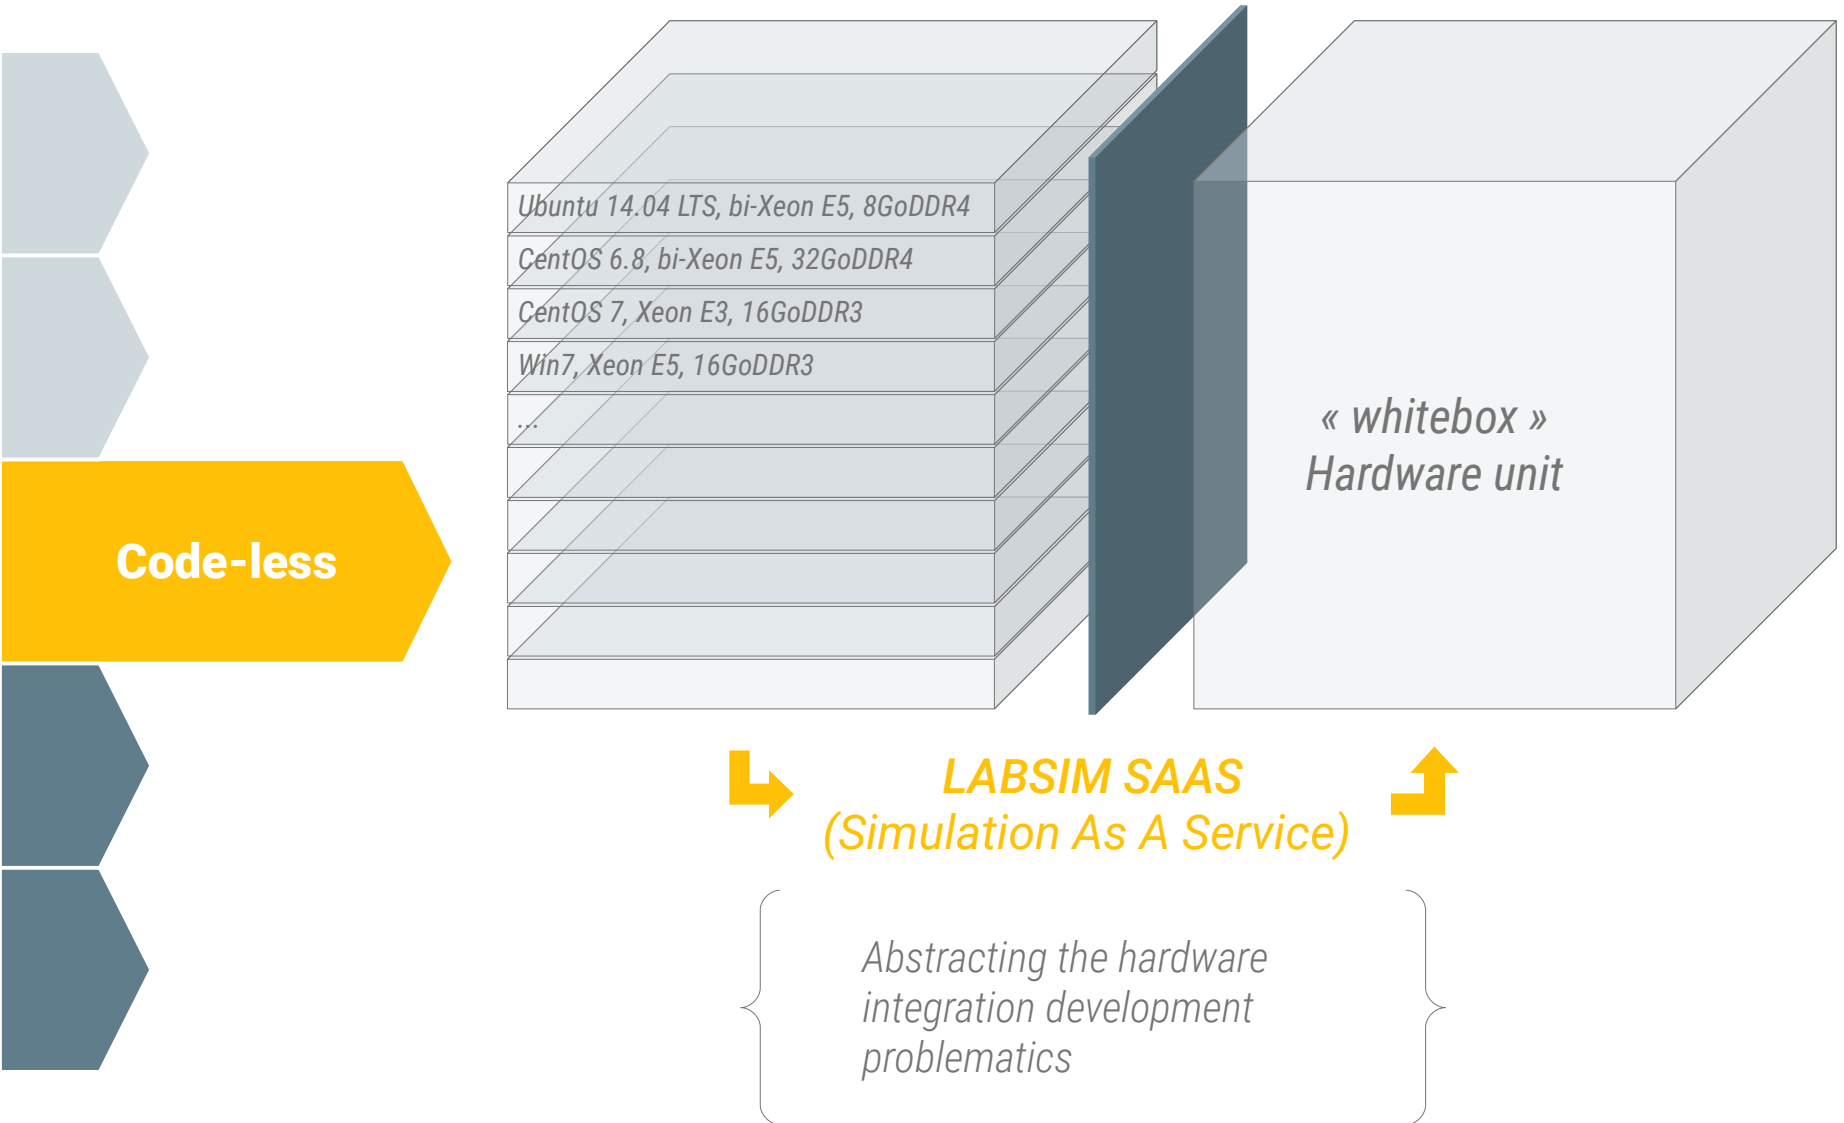 Ubuntu 14.04 LTS, bi-Xeon E5, 8GoDDR4
CentOS 6.8, bi-Xeon E5, 32GoDDR4
CentOS 7, Xeon E3, 16GoDDR3
Win7, Xeon E5, 16GoDDR3
...
« whitebox »
Hardware unit
Code-less
LABSIM SAAS
(Simulation As A Service)
Abstracting the hardware
integration development
problematics